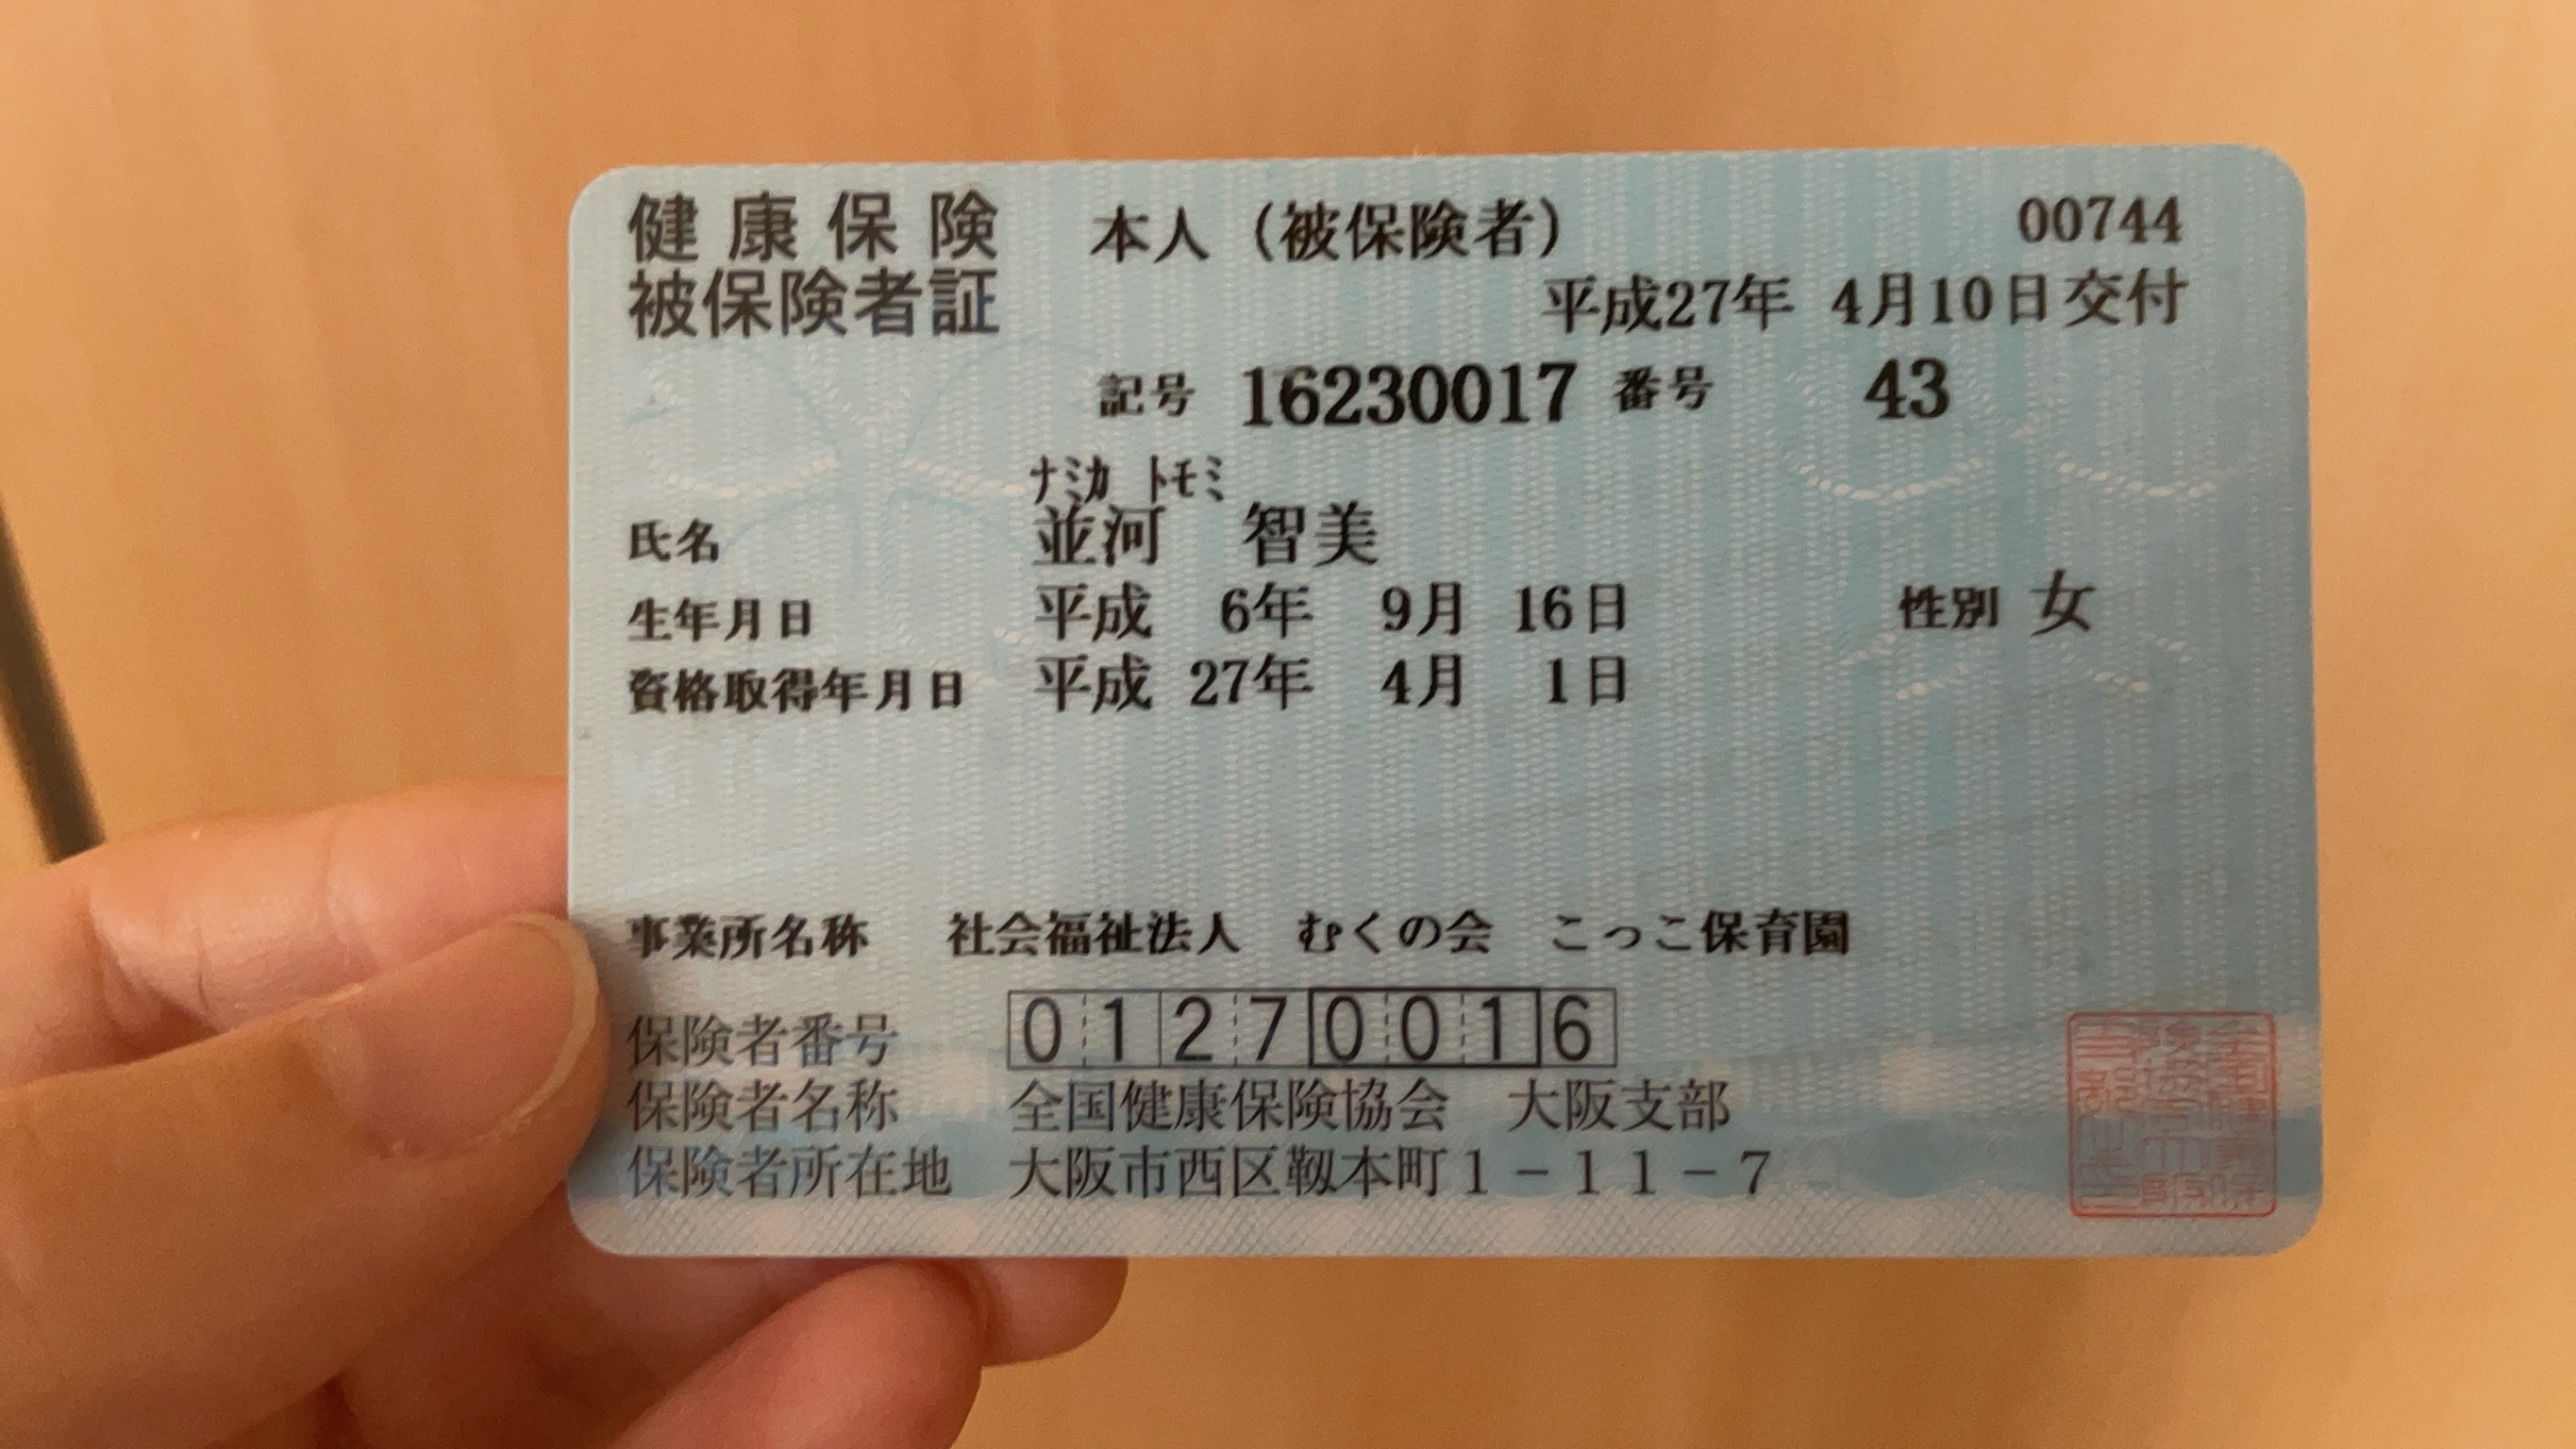 健康保険 本人（被保険者） 00744
被保険者証 平成27年 4月10日交付
記号 16230017 番号 43
ﾅﾐｶ ﾄﾓﾐ
氏名 並河 智美
生年月日 平成 6年 9月 16日 性別 女
資格取得年月日 平成 27年 4月 1日
事業所名称 社会福祉法人 むくの会 こっこ保育園
保険者番号 01270016
保険者名称 全国健康保険協会 大阪支部
保険者所在地 大阪市西区靱本町１－１１－７